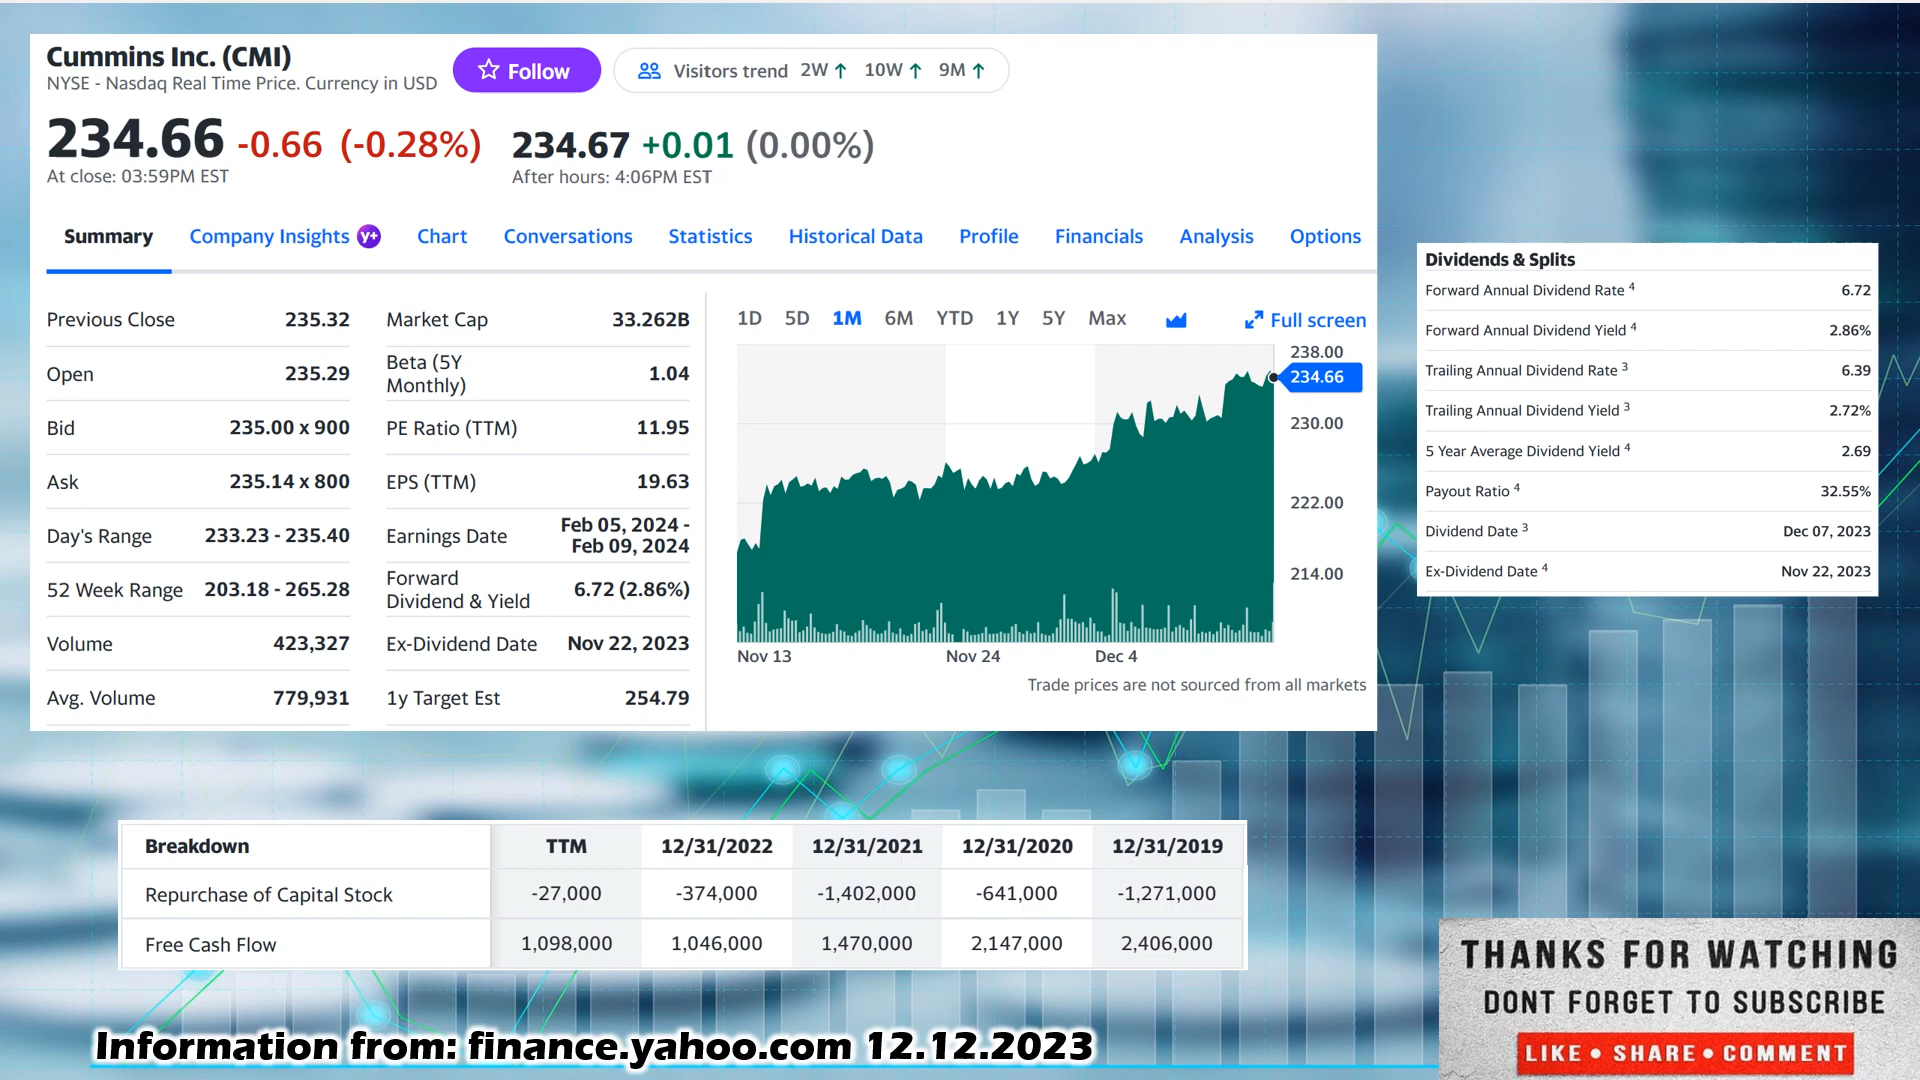 Cummins Inc. (CMI)
NYSE - Nasdaq Real Time Price. Currency in USD
Follow
Visitors trend 2W ↑ 10W ↑ 9M ↑
234.66 -0.66 (-0.28%) 234.67 +0.01 (0.00%)
At close: 03:59PM EST After hours: 4:06PM EST
Summary Company Insights y+ Chart Conversations Statistics Historical Data Profile Financials Analysis Options
Previous Close 235.32
Open 235.29
Bid 235.00 x 900
Ask 235.14 x 800
Day's Range 233.23 - 235.40
52 Week Range 203.18 - 265.28
Volume 423,327
Avg. Volume 779,931
Market Cap 33.262B
Beta (5Y
Monthly) 1.04
PE Ratio (TTM) 11.95
EPS (TTM) 19.63
Earnings Date Feb 05, 2024 -
Feb 09, 2024
Forward
Dividend & Yield 6.72 (2.86%)
Ex-Dividend Date Nov 22, 2023
1y Target Est 254.79
1D 5D 1M 6M YTD 1Y 5Y Max Full screen
238.00
234.66
230.00
222.00
214.00
Nov 13 Nov 24 Dec 4
Trade prices are not sourced from all markets
Dividends & Splits
Forward Annual Dividend Rate 4 6.72
Forward Annual Dividend Yield 4 2.86%
Trailing Annual Dividend Rate 3 6.39
Trailing Annual Dividend Yield 3 2.72%
5 Year Average Dividend Yield 4 2.69
Payout Ratio 4 32.55%
Dividend Date 3 Dec 07, 2023
Ex-Dividend Date 4 Nov 22, 2023
Breakdown TTM 12/31/2022 12/31/2021 12/31/2020 12/31/2019
Repurchase of Capital Stock -27,000 -374,000 -1,402,000 -641,000 -1,271,000
Free Cash Flow 1,098,000 1,046,000 1,470,000 2,147,000 2,406,000
Information from: finance.yahoo.com 12.12.2023
THANKS FOR WATCHING
DONT FORGET TO SUBSCRIBE
LIKE • SHARE • COMMENT